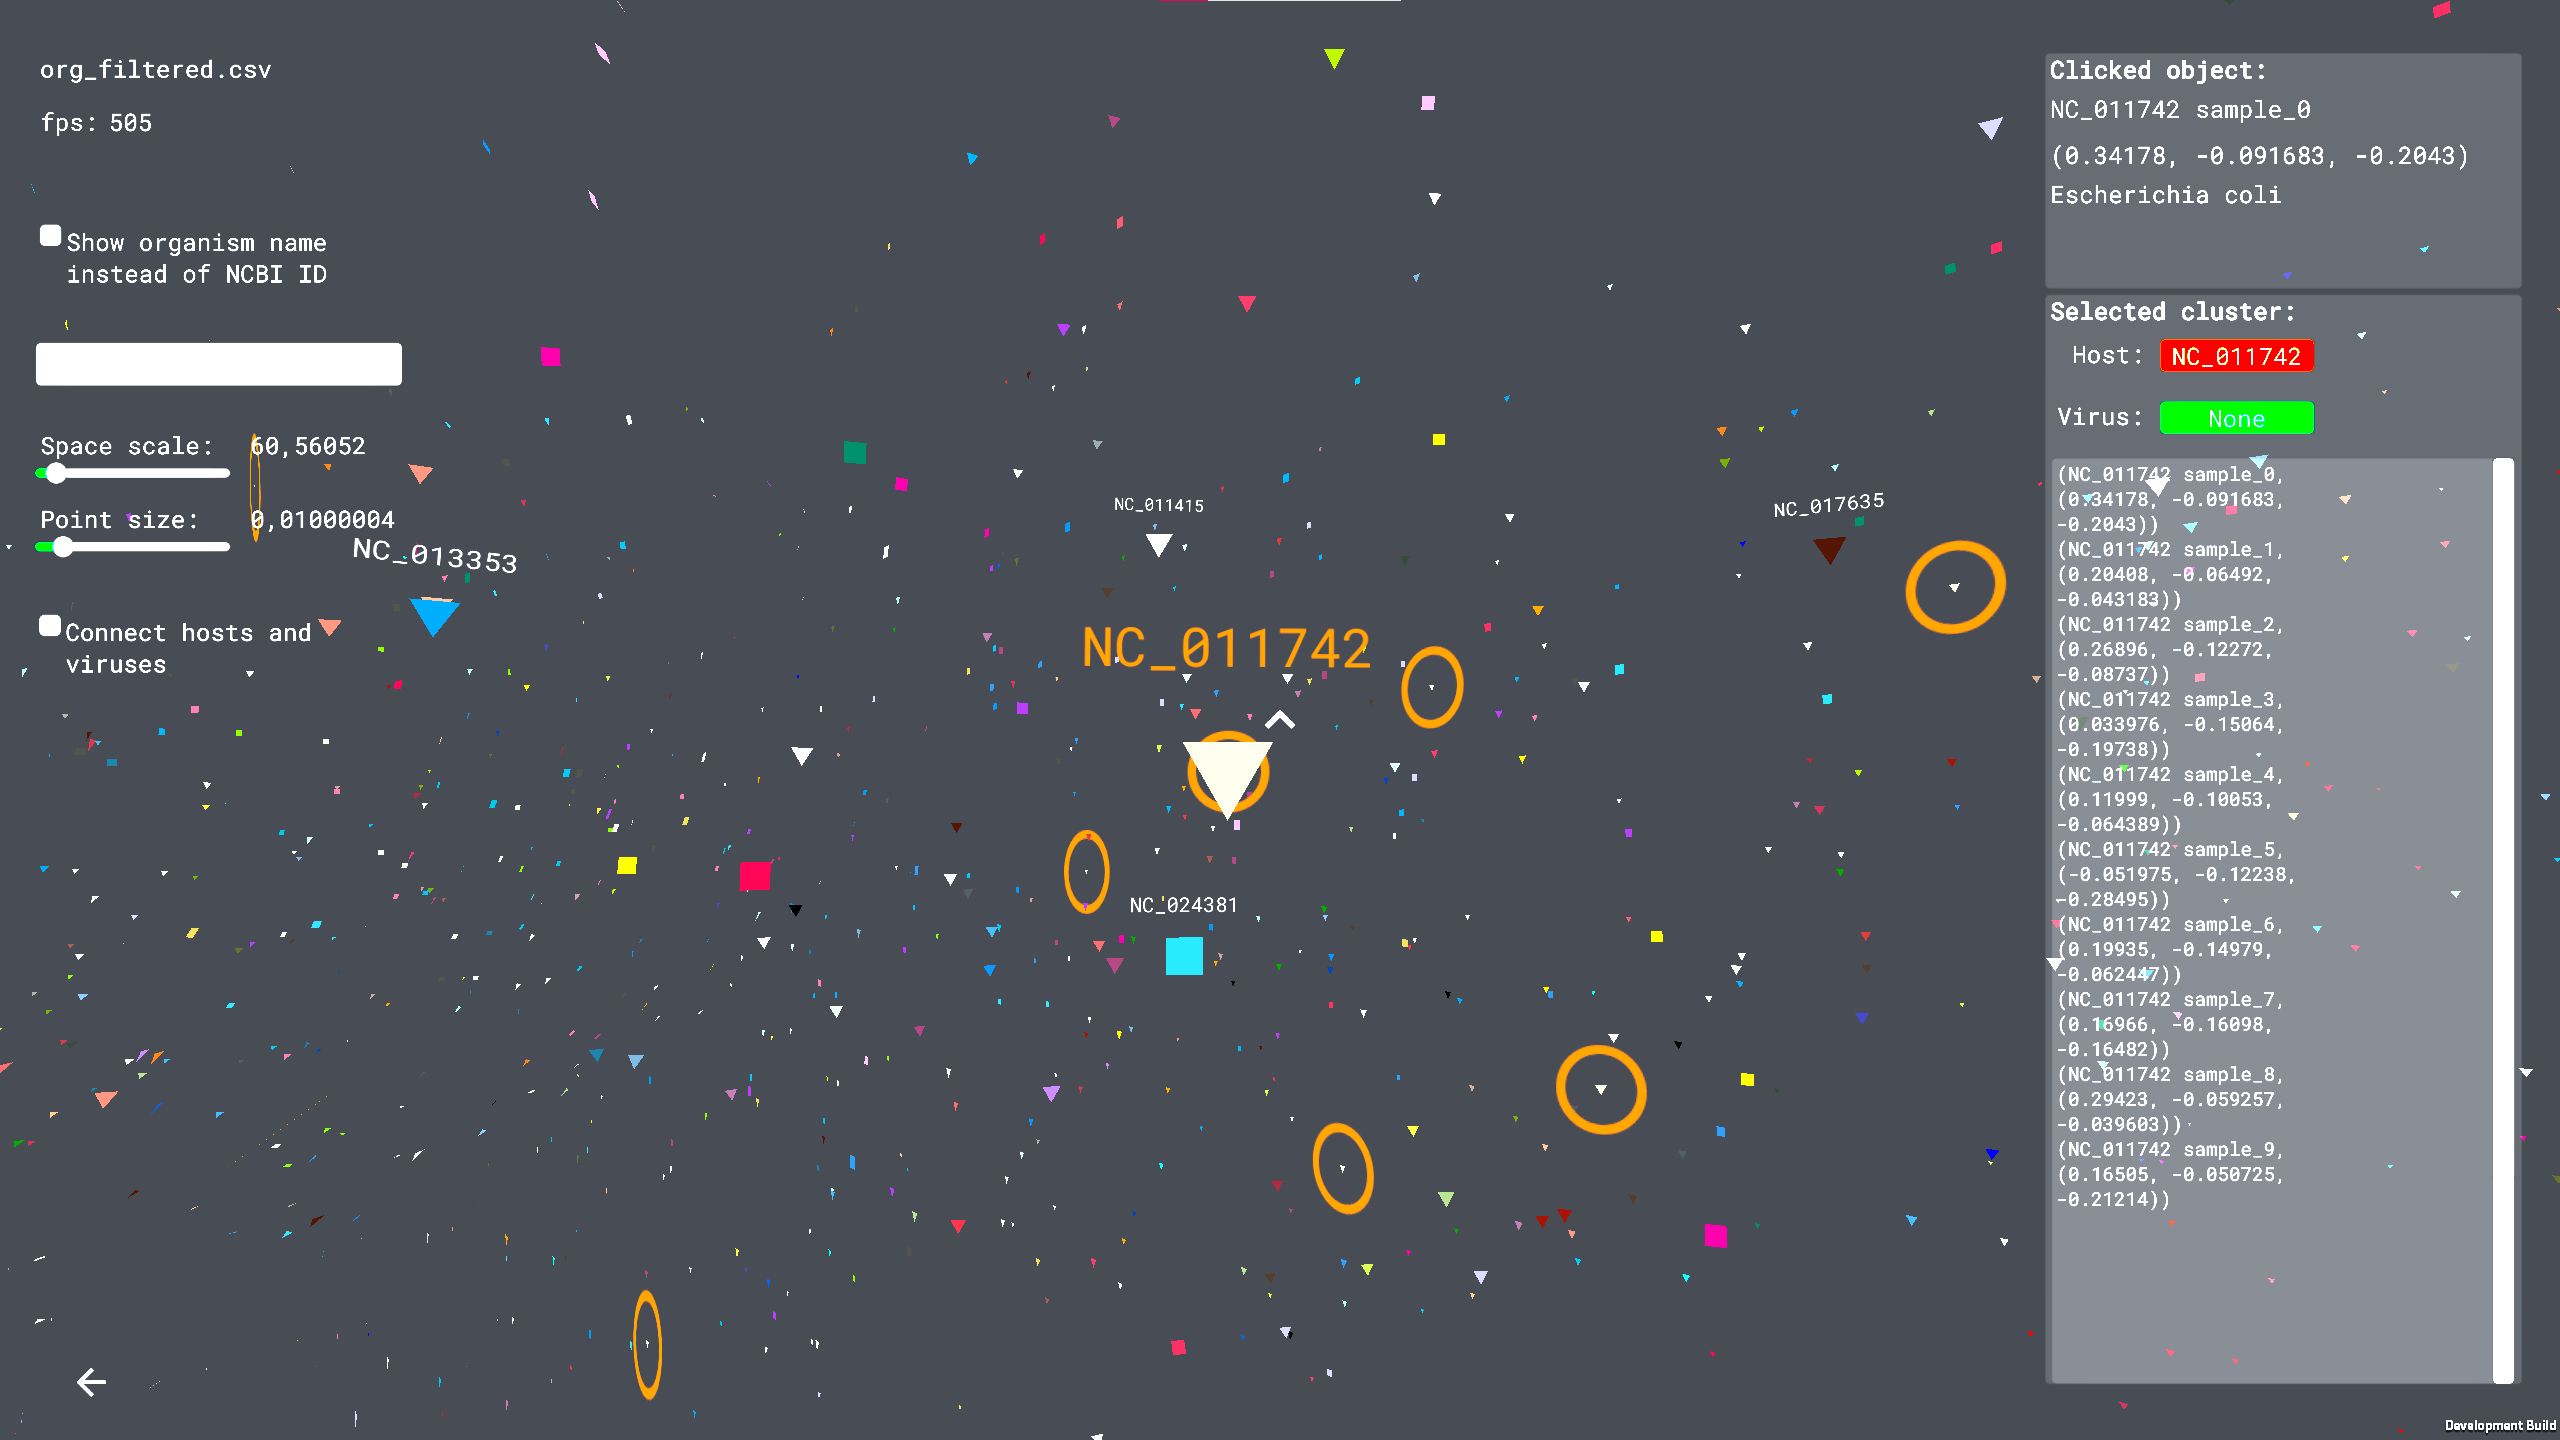 org_filtered.csv
fps: 505
Show organism name
instead of NCBI ID
Space scale: 60,56052
Point size: 0,01000004
Connect hosts and
viruses
NC_013353
NC_011415
NC_017635
NC_011742
NC_024381
Clicked object:
NC_011742 sample_0
(0.34178, -0.091683, -0.2043)
Escherichia coli
Selected cluster:
Host: NC_011742
Virus: None
(NC_011742 sample_0,
(0.34178, -0.091683,
-0.2043))
(NC_011742 sample_1,
(0.20408, -0.06492,
-0.043183))
(NC_011742 sample_2,
(0.26896, -0.12272,
-0.08737))
(NC_011742 sample_3,
(0.033976, -0.15064,
-0.19738))
(NC_011742 sample_4,
(0.11999, -0.10053,
-0.064389))
(NC_011742 sample_5,
(-0.051975, -0.12238,
-0.28495))
(NC_011742 sample_6,
(0.19935, -0.14979,
-0.062447))
(NC_011742 sample_7,
(0.16966, -0.16098,
-0.16482))
(NC_011742 sample_8,
(0.29423, -0.059257,
-0.039603))
(NC_011742 sample_9,
(0.16505, -0.050725,
-0.21214))
Development Build